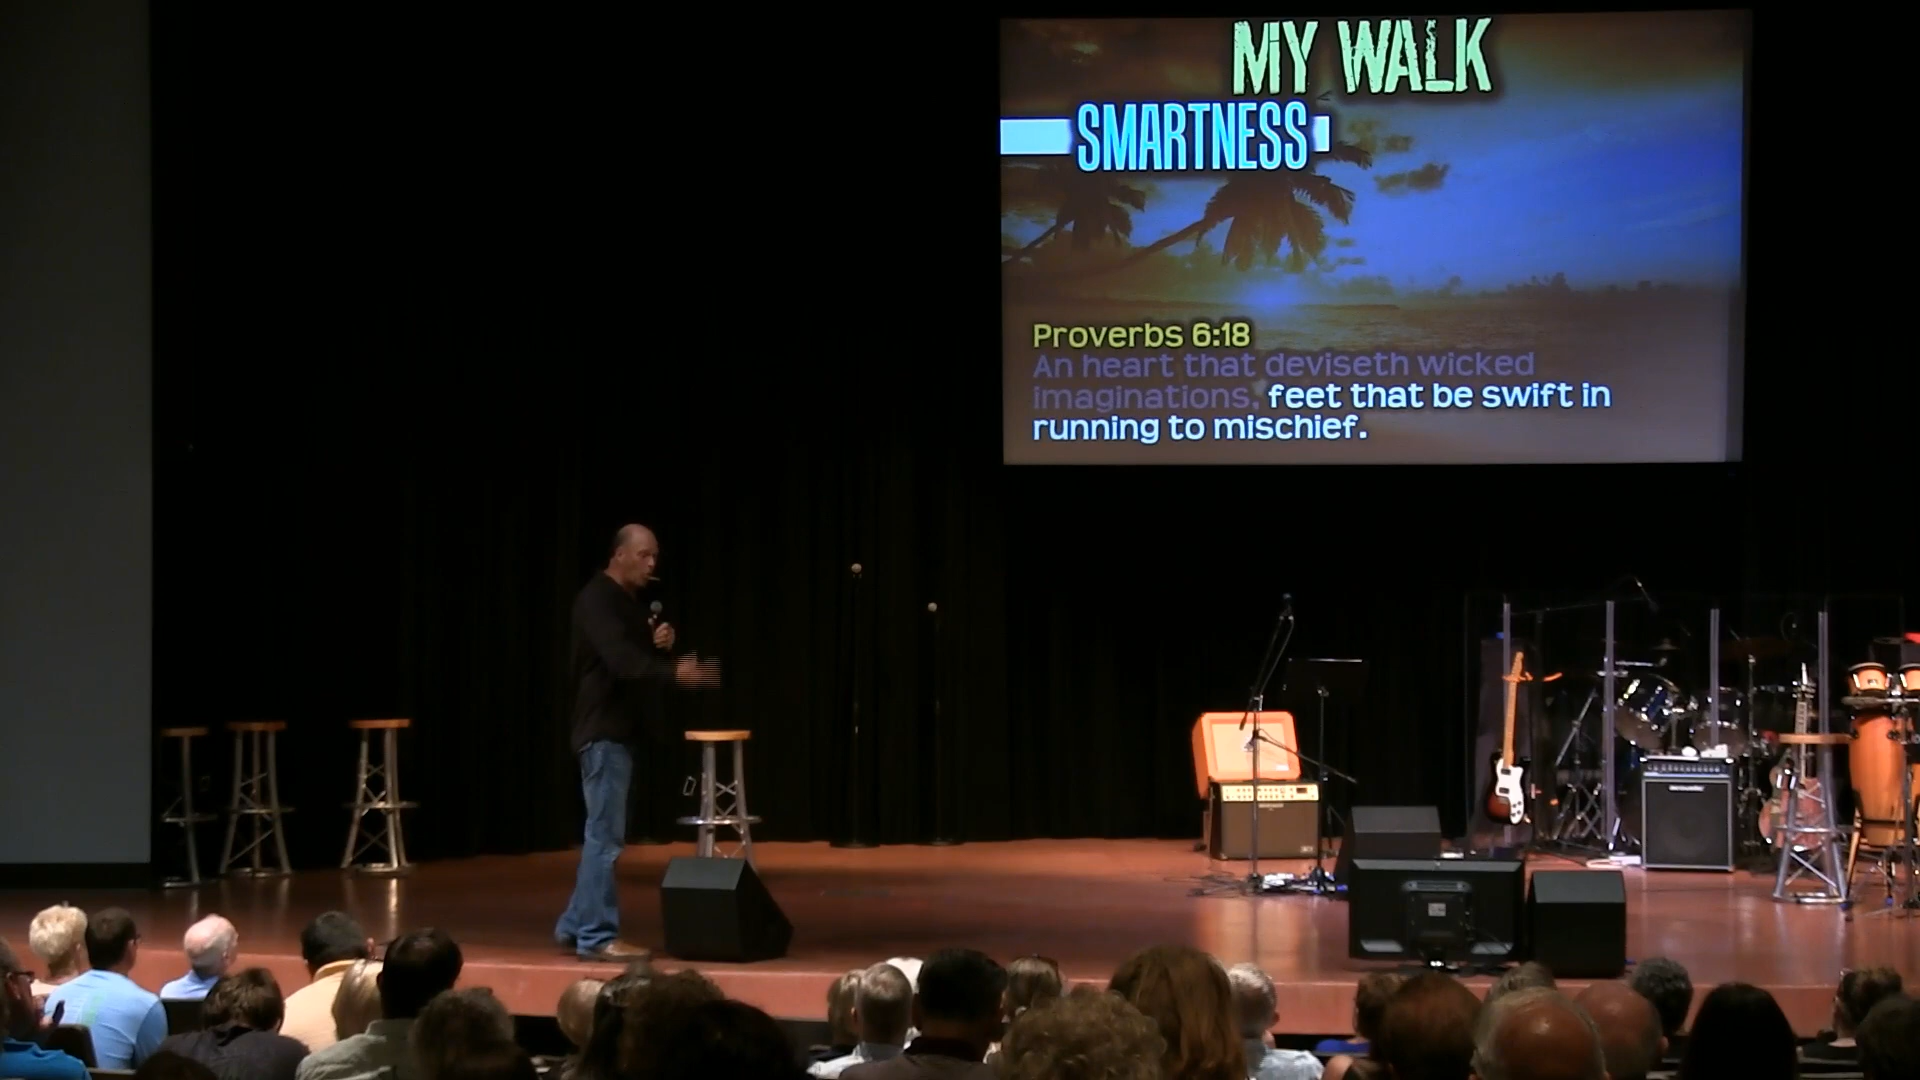 MY WALK
SMARTNESS
Proverbs 6:18
An heart that deviseth wicked
imaginations, feet that be swift in
running to mischief.